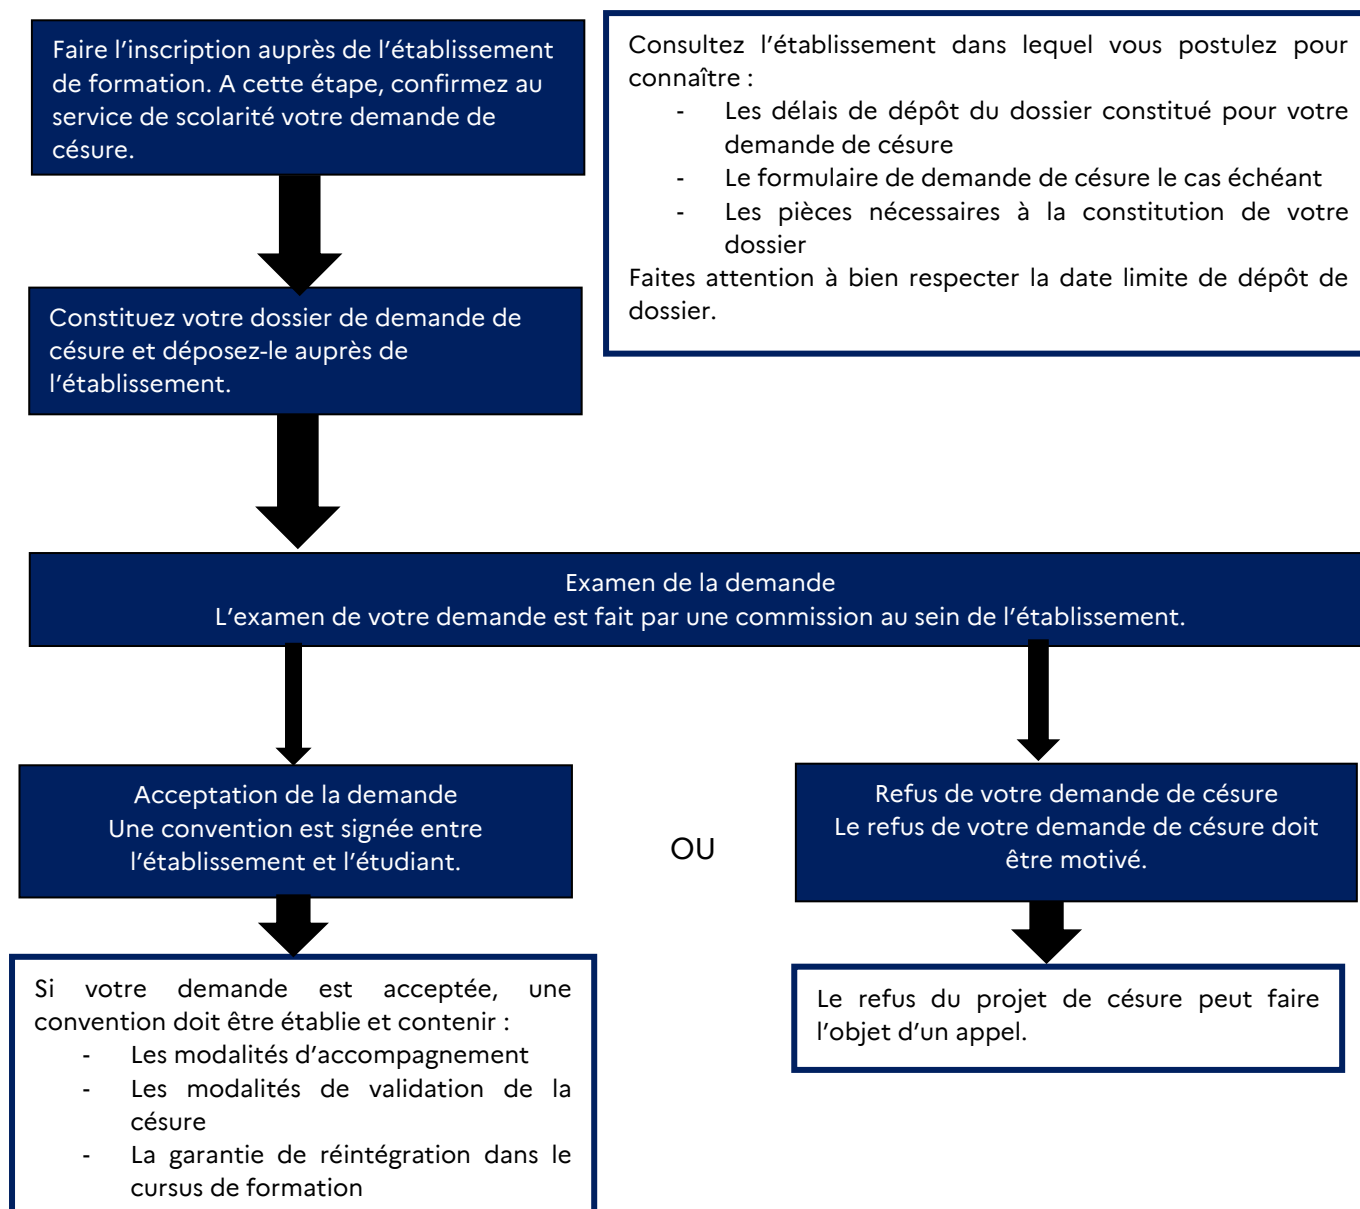 Faire l’inscription auprès de l’établissement
de formation. A cette étape, confirmez au
service de scolarité votre demande de
césure.
Consultez l’établissement dans lequel vous postulez pour
connaître :
- Les délais de dépôt du dossier constitué pour votre
demande de césure
- Le formulaire de demande de césure le cas échéant
- Les pièces nécessaires à la constitution de votre
dossier
Faites attention à bien respecter la date limite de dépôt de
dossier.
Constituez votre dossier de demande de
césure et déposez-le auprès de
l’établissement.
Examen de la demande
L’examen de votre demande est fait par une commission au sein de l’établissement.
Acceptation de la demande
Une convention est signée entre
l’établissement et l’étudiant.
OU
Refus de votre demande de césure
Le refus de votre demande de césure doit
être motivé.
Si votre demande est acceptée, une
convention doit être établie et contenir :
- Les modalités d’accompagnement
- Les modalités de validation de la
césure
- La garantie de réintégration dans le
cursus de formation
Le refus du projet de césure peut faire
l’objet d’un appel.